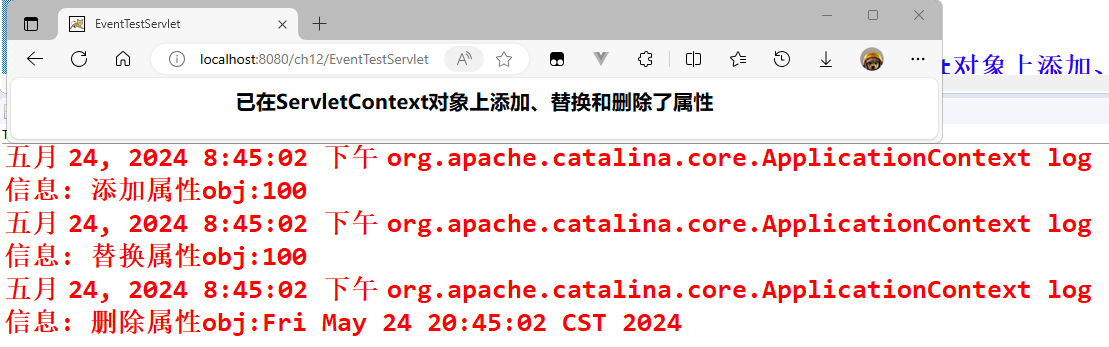 EventTestServlet
localhost:8080/ch12/EventTestServlet
t对象上添加、
已在ServletContext对象上添加、替换和删除了属性
T
五月 24, 2024 8:45:02 下午 org.apache.catalina.core.ApplicationContext log
信息: 添加属性obj:100
五月 24, 2024 8:45:02 下午 org.apache.catalina.core.ApplicationContext log
信息: 替换属性obj:100
五月 24, 2024 8:45:02 下午 org.apache.catalina.core.ApplicationContext log
信息: 删除属性obj:Fri May 24 20:45:02 CST 2024